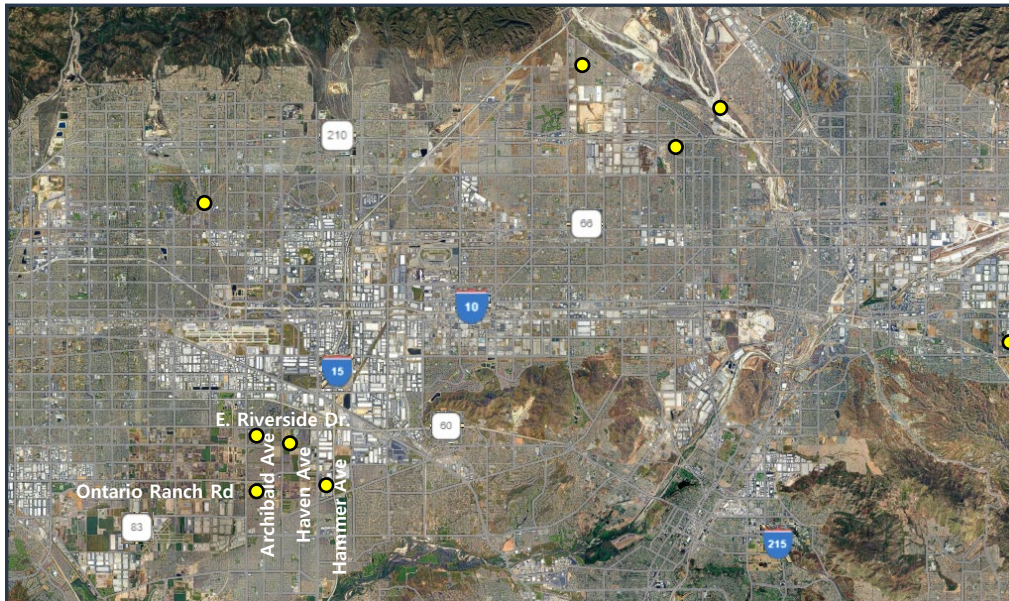 210
66
10
15
E. Riverside Dr.
60
Archibald Ave
Haven Ave
Hammer Ave
Ontario Ranch Rd
83
215